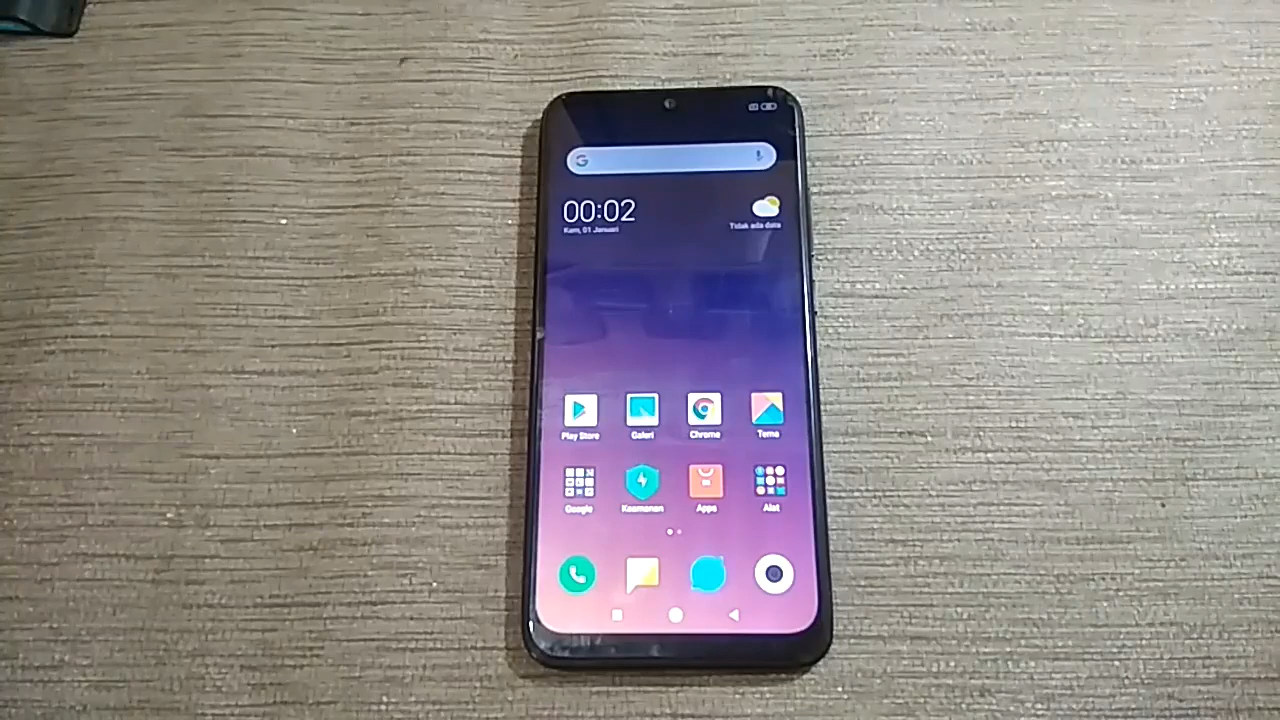 G
00:02
Kam, 01 Januari
Tidak ada data
Play Store Galeri Chrome Tema
Google Keamanan Apps Alat